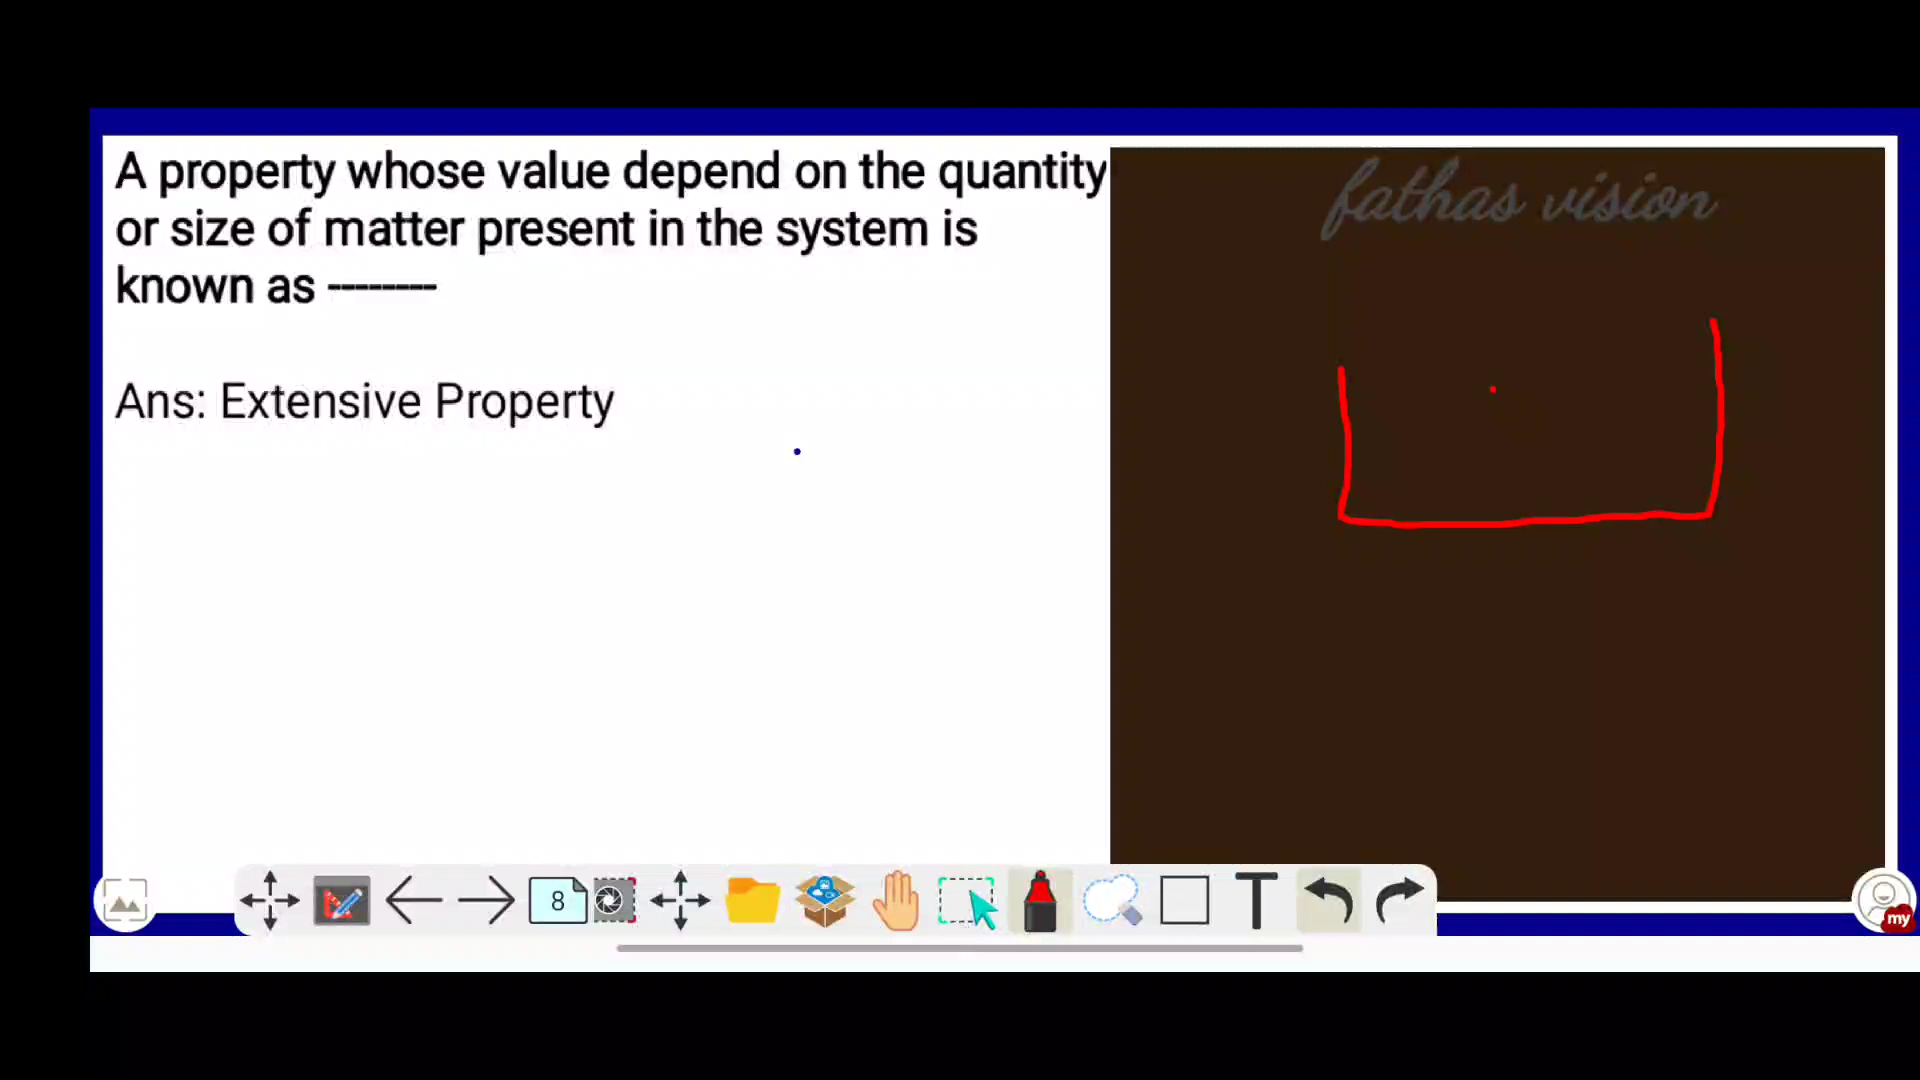 A property whose value depend on the quantity
or size of matter present in the system is
known as --------
Ans: Extensive Property
fathas vision
8
my